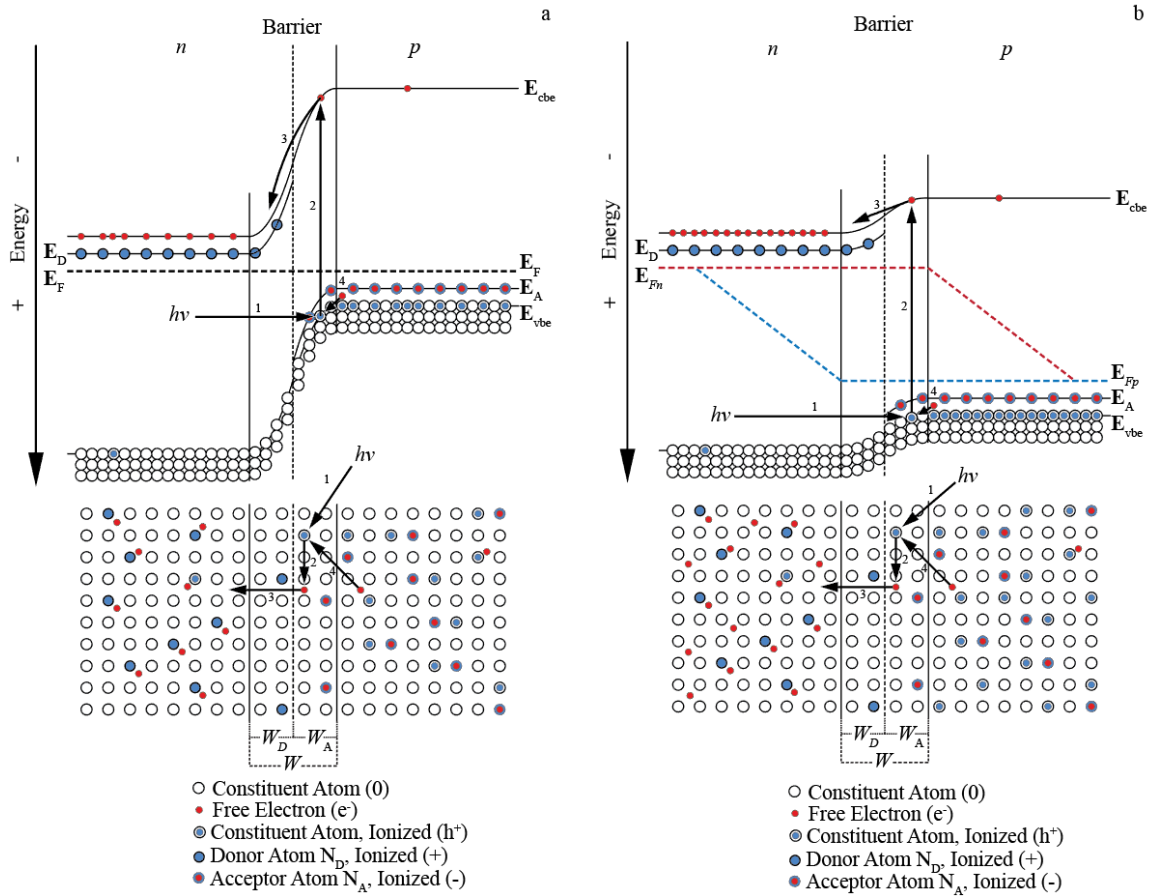 a
Barrier
n
p
E_cbe
Energy
-
+
3
2
E_D
E_F
E_F
E_A
4
hν
1
E_vbe
hν
1
2
4
3
W_D
W_A
W
Constituent Atom (0)
Free Electron (e-)
Constituent Atom, Ionized (h+)
Donor Atom N_D, Ionized (+)
Acceptor Atom N_A, Ionized (-)
b
Barrier
n
p
Energy
-
+
E_cbe
3
E_D
E_Fn
2
E_Fp
4
E_A
hν
1
E_vbe
hν
1
2
4
3
W_D
W_A
W
Constituent Atom (0)
Free Electron (e-)
Constituent Atom, Ionized (h+)
Donor Atom N_D, Ionized (+)
Acceptor Atom N_A, Ionized (-)